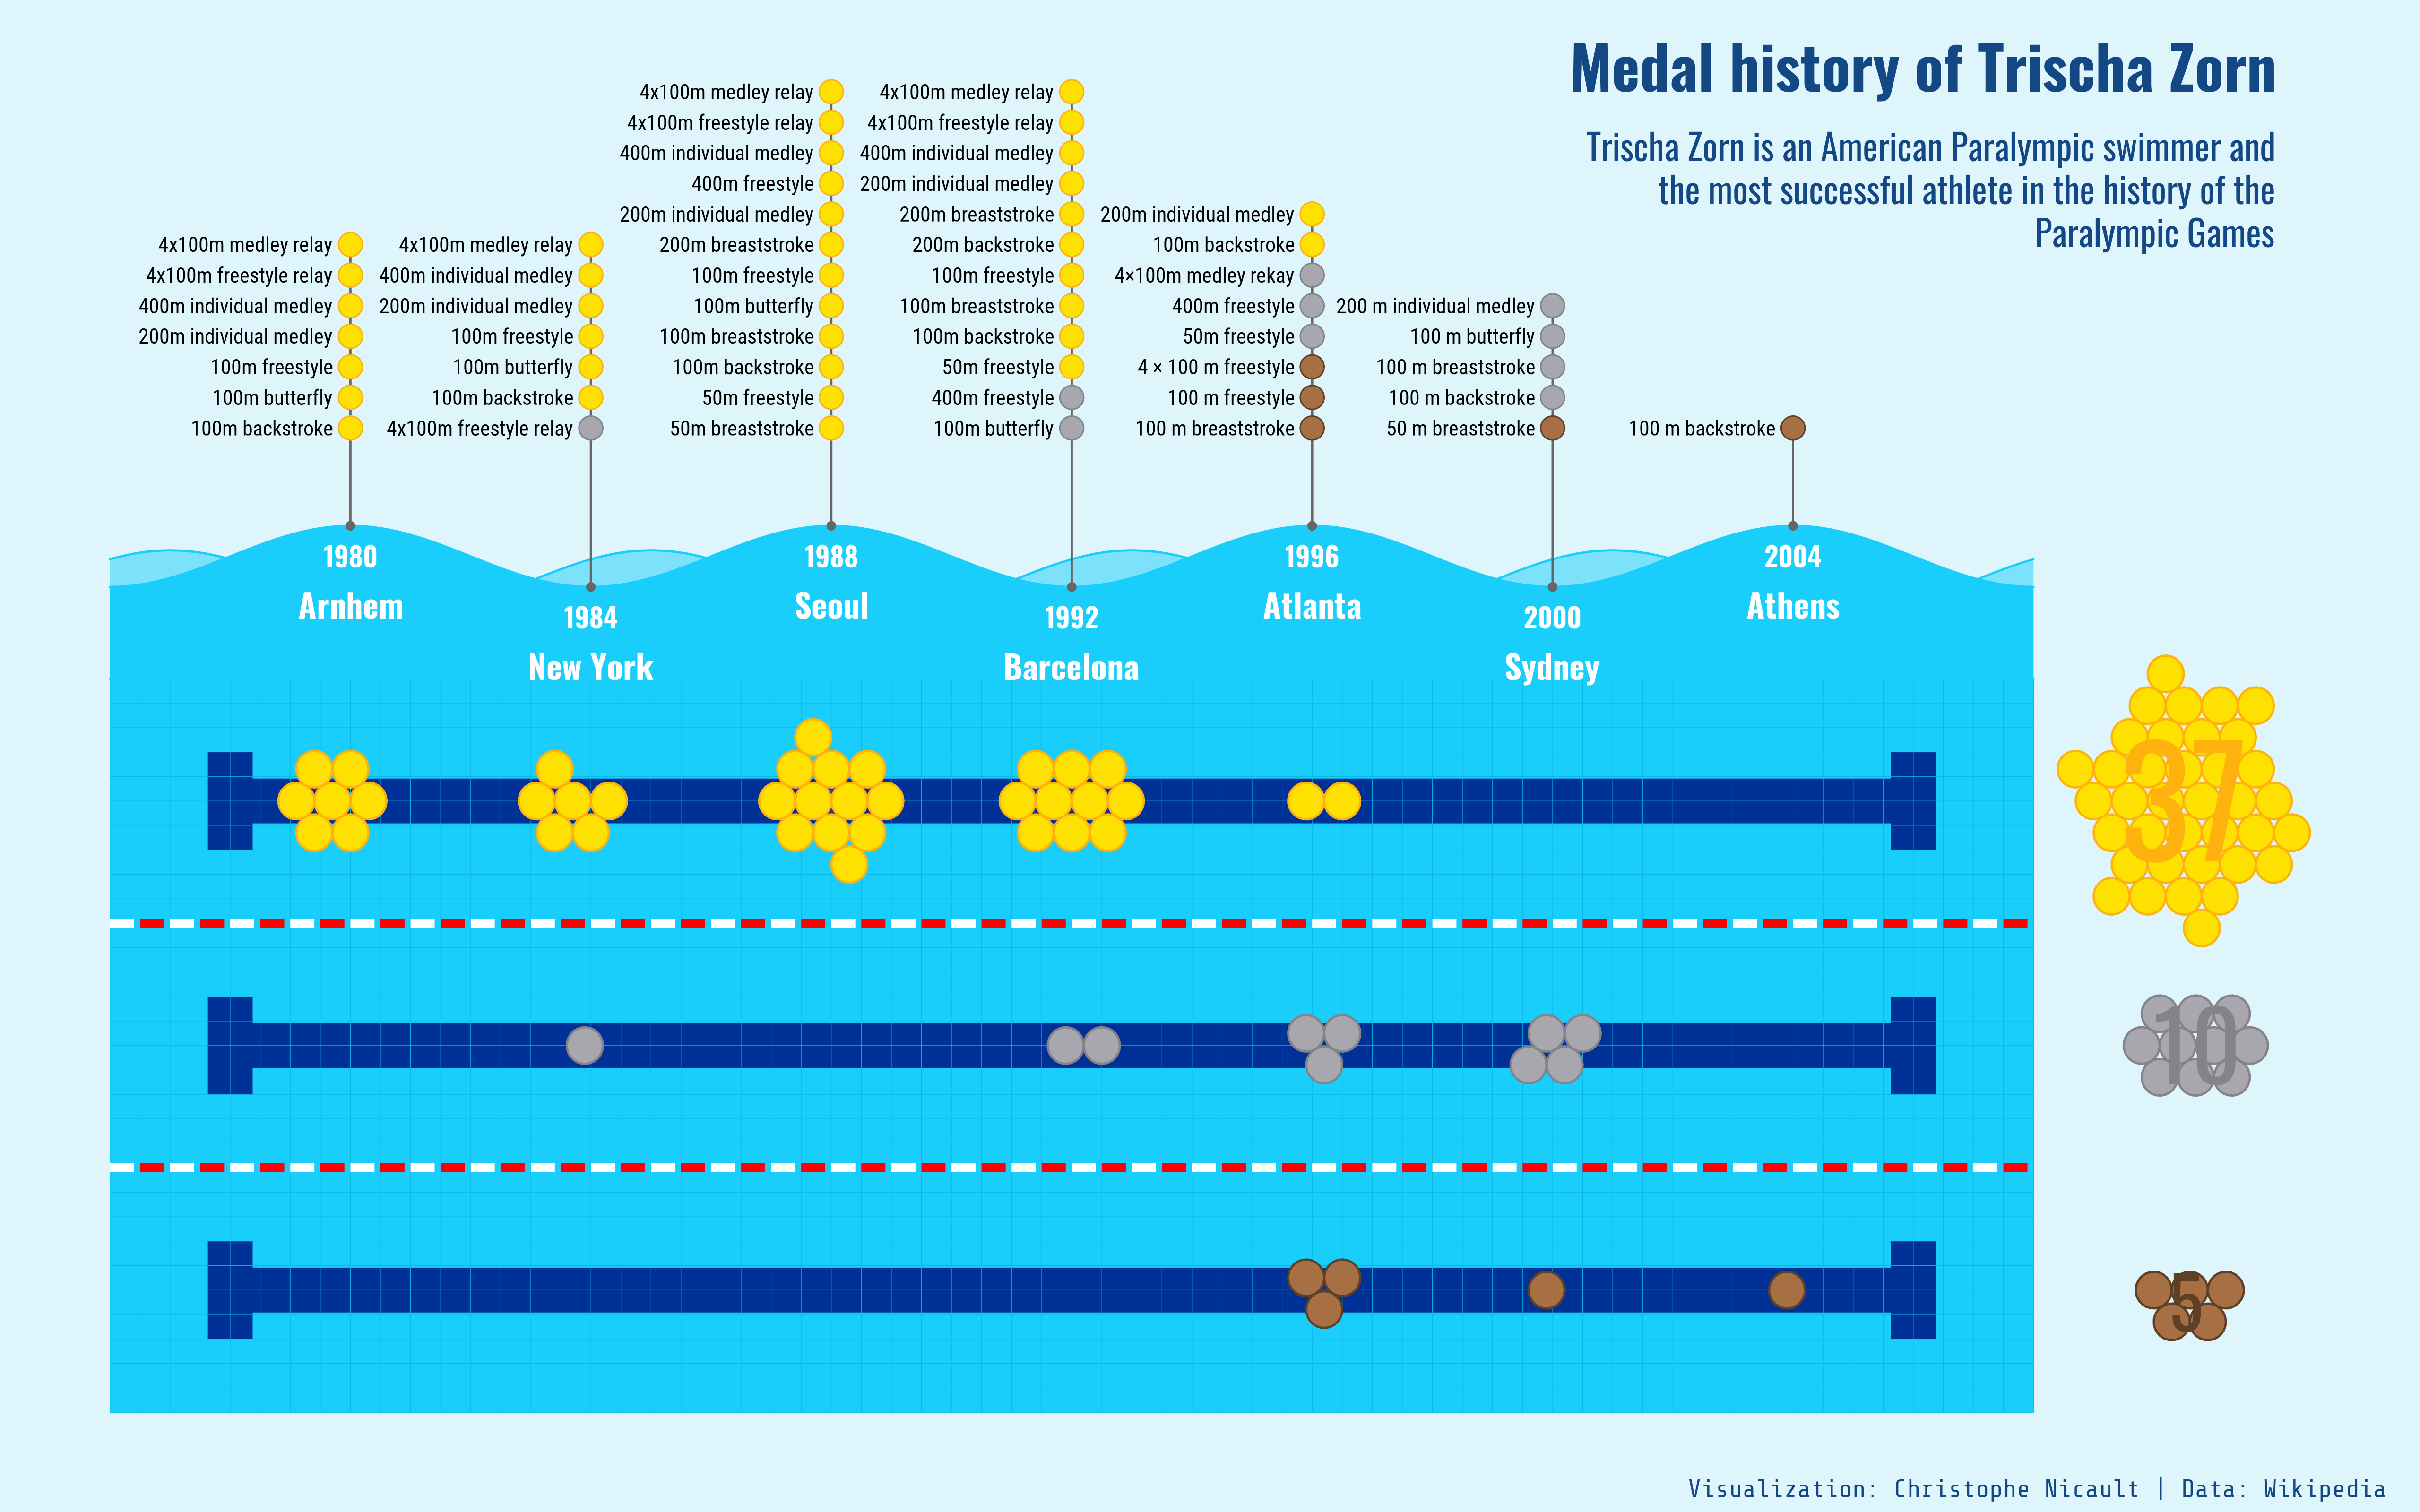 Medal history of Trischa Zorn
Trischa Zorn is an American Paralympic swimmer and
the most successful athlete in the history of the
Paralympic Games
4x100m medley relay
4x100m freestyle relay
400m individual medley
200m individual medley
100m freestyle
100m butterfly
100m backstroke
4x100m medley relay
400m individual medley
200m individual medley
100m freestyle
100m butterfly
100m backstroke
4x100m freestyle relay
4x100m medley relay
4x100m freestyle relay
400m individual medley
400m freestyle
200m individual medley
200m breaststroke
100m freestyle
100m butterfly
100m breaststroke
100m backstroke
50m freestyle
50m breaststroke
4x100m medley relay
4x100m freestyle relay
400m individual medley
200m individual medley
200m breaststroke
200m backstroke
100m freestyle
100m breaststroke
100m backstroke
50m freestyle
400m freestyle
100m butterfly
200m individual medley
100m backstroke
4×100m medley rekay
400m freestyle
50m freestyle
4 × 100 m freestyle
100 m freestyle
100 m breaststroke
200 m individual medley
100 m butterfly
100 m breaststroke
100 m backstroke
50 m breaststroke
100 m backstroke
1980
Arnhem
1984
New York
1988
Seoul
1992
Barcelona
1996
Atlanta
2000
Sydney
2004
Athens
37
10
5
Visualization: Christophe Nicault | Data: Wikipedia